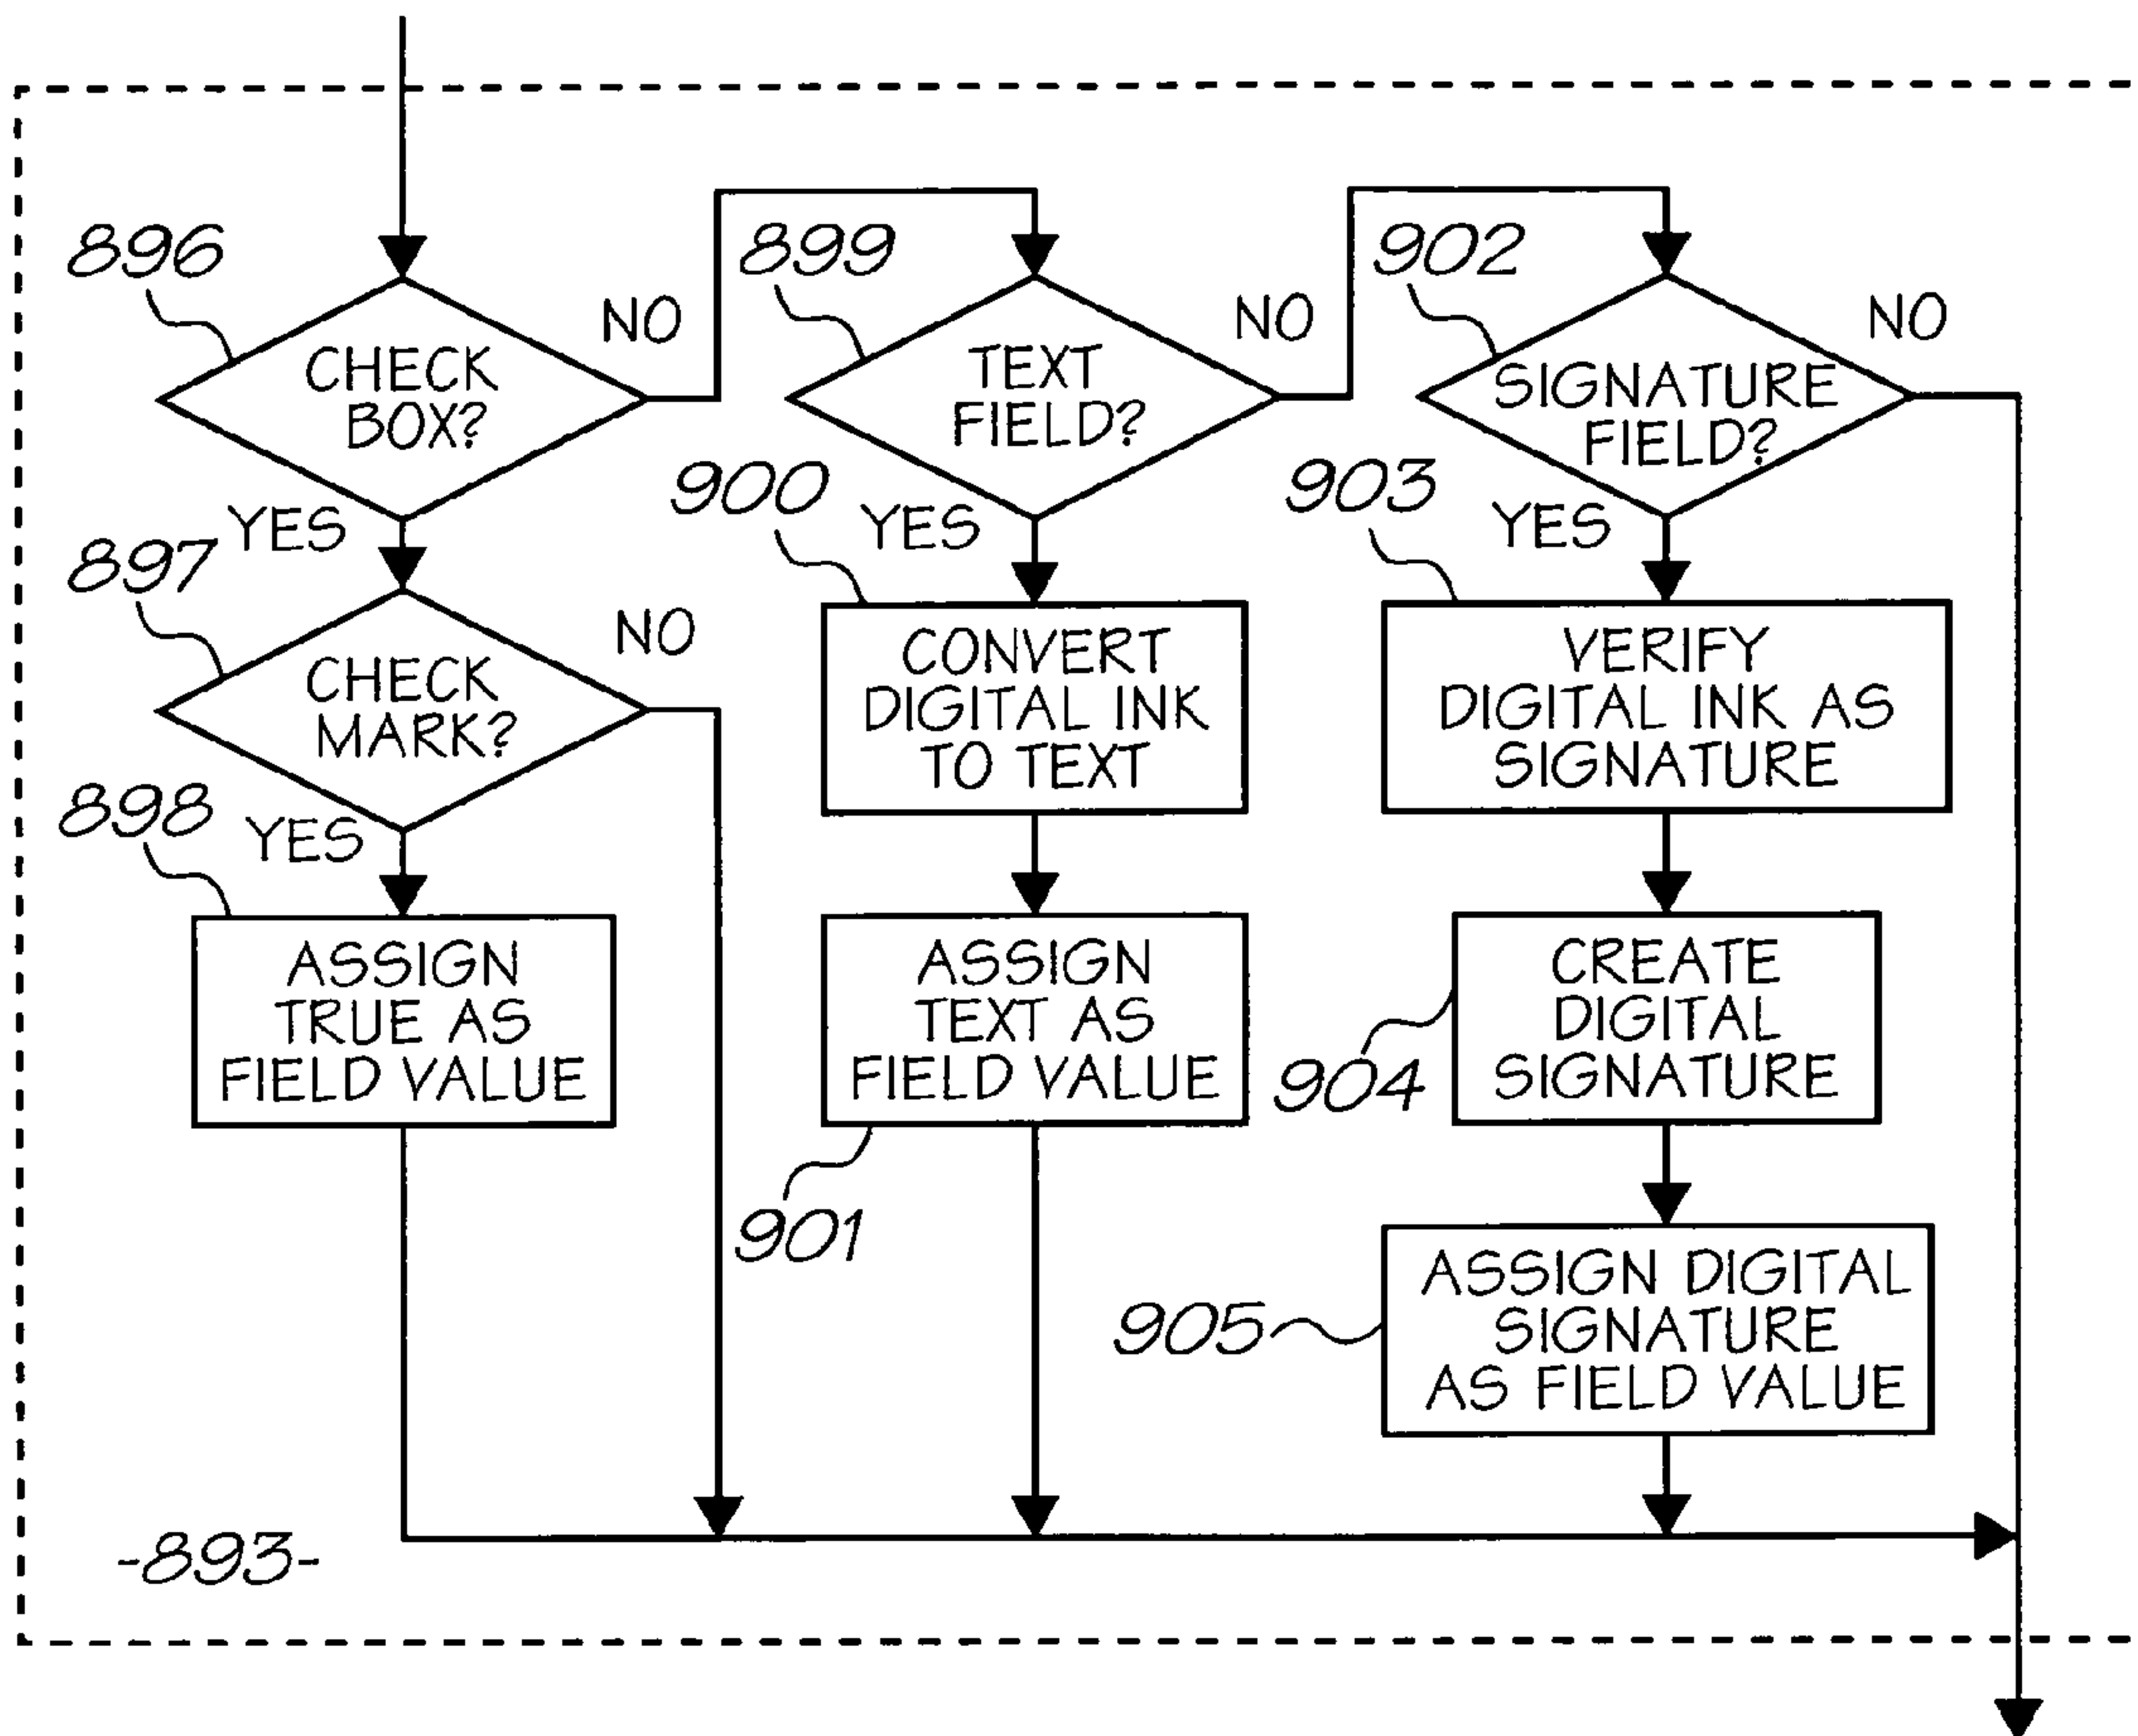 896
CHECK
BOX?
NO
YES
897
CHECK
MARK?
NO
898
YES
ASSIGN
TRUE AS
FIELD VALUE
899
TEXT
FIELD?
NO
900
YES
CONVERT
DIGITAL INK
TO TEXT
ASSIGN
TEXT AS
FIELD VALUE
901
902
SIGNATURE
FIELD?
NO
903
YES
VERIFY
DIGITAL INK AS
SIGNATURE
CREATE
DIGITAL
SIGNATURE
904
ASSIGN DIGITAL
SIGNATURE
AS FIELD VALUE
905
-893-